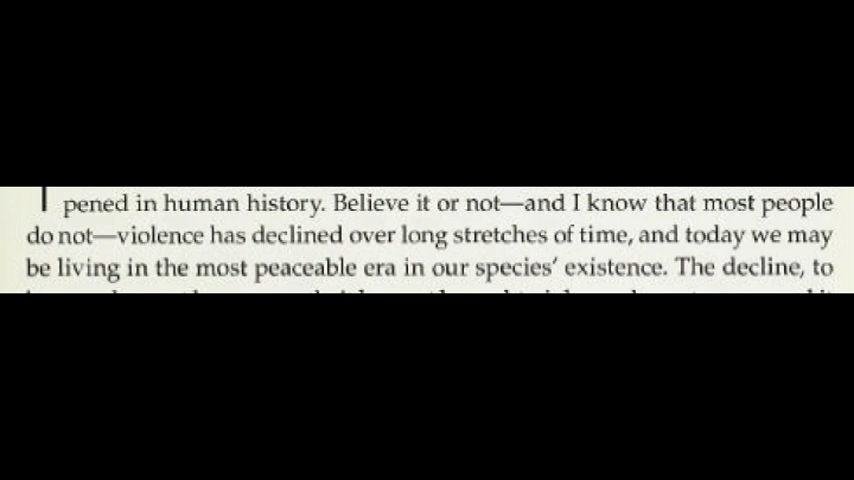 pened in human history. Believe it or not—and I know that most people
do not—violence has declined over long stretches of time, and today we may
be living in the most peaceable era in our species' existence. The decline, to